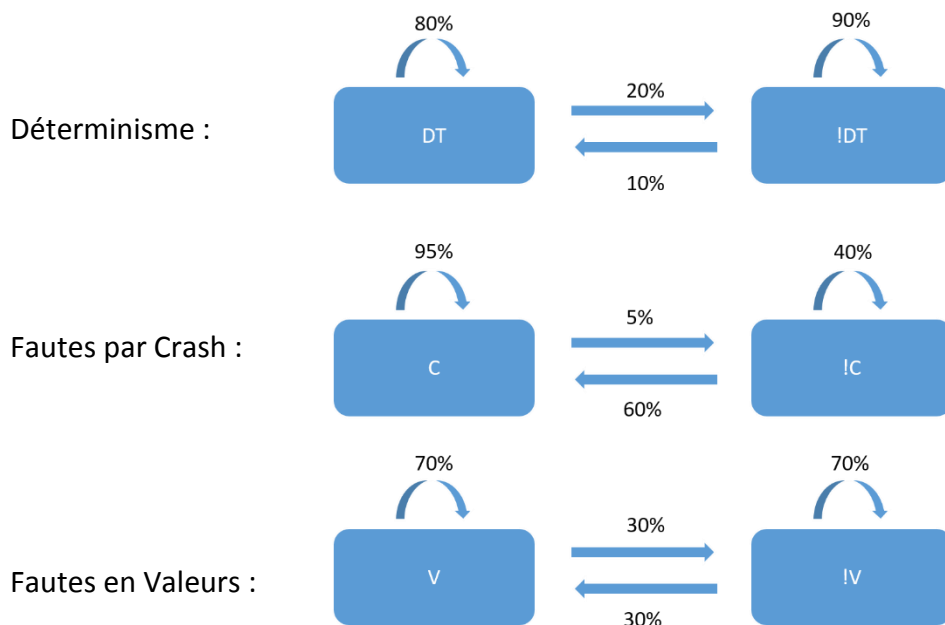 80%
90%
20%
Déterminisme :
DT
!DT
10%
95%
40%
5%
Fautes par Crash :
C
!C
60%
70%
70%
30%
Fautes en Valeurs :
V
!V
30%